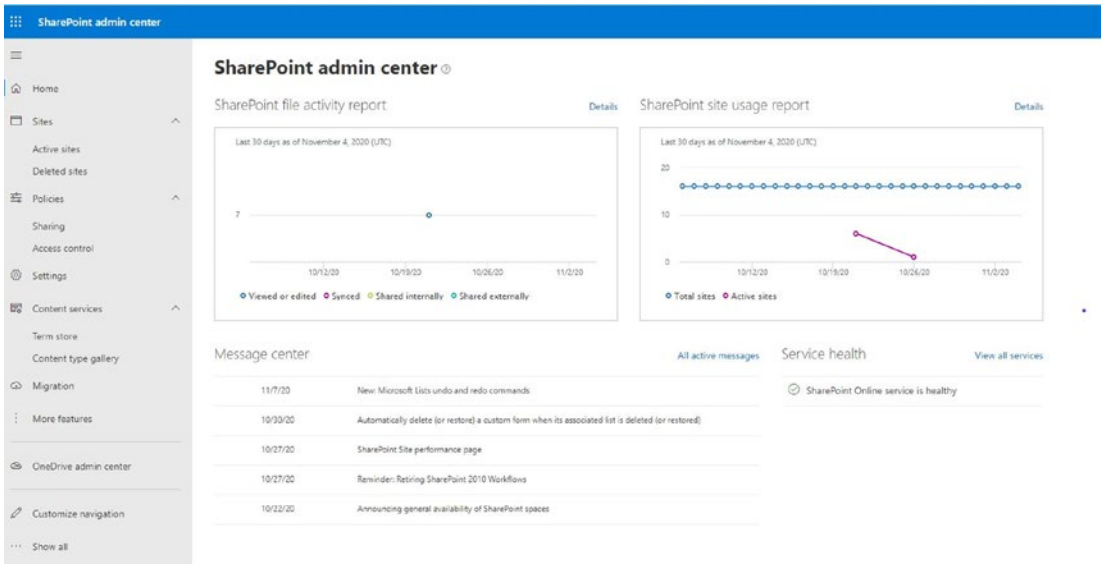 SharePoint admin center
Home
Sites
Active sites
Deleted sites
Policies
Sharing
Access control
Settings
Content services
Term store
Content type gallery
Migration
More features
OneDrive admin center
Customize navigation
Show all
SharePoint admin center
SharePoint file activity report
Details
Last 30 days as of November 4, 2020 (UTC)
7
10/12/20 10/19/20 10/26/20 11/2/20
Viewed or edited Synced Shared internally Shared externally
SharePoint site usage report
Details
Last 30 days as of November 4, 2020 (UTC)
20
10
0
10/12/20 10/19/20 10/26/20 11/2/20
Total sites Active sites
Message center
All active messages
11/7/20 New: Microsoft Lists undo and redo commands
10/30/20 Automatically delete (or restore) a custom form when its associated list is deleted (or restored)
10/27/20 SharePoint Site performance page
10/27/20 Reminder: Retiring SharePoint 2010 Workflows
10/22/20 Announcing general availability of SharePoint spaces
Service health
View all services
SharePoint Online service is healthy